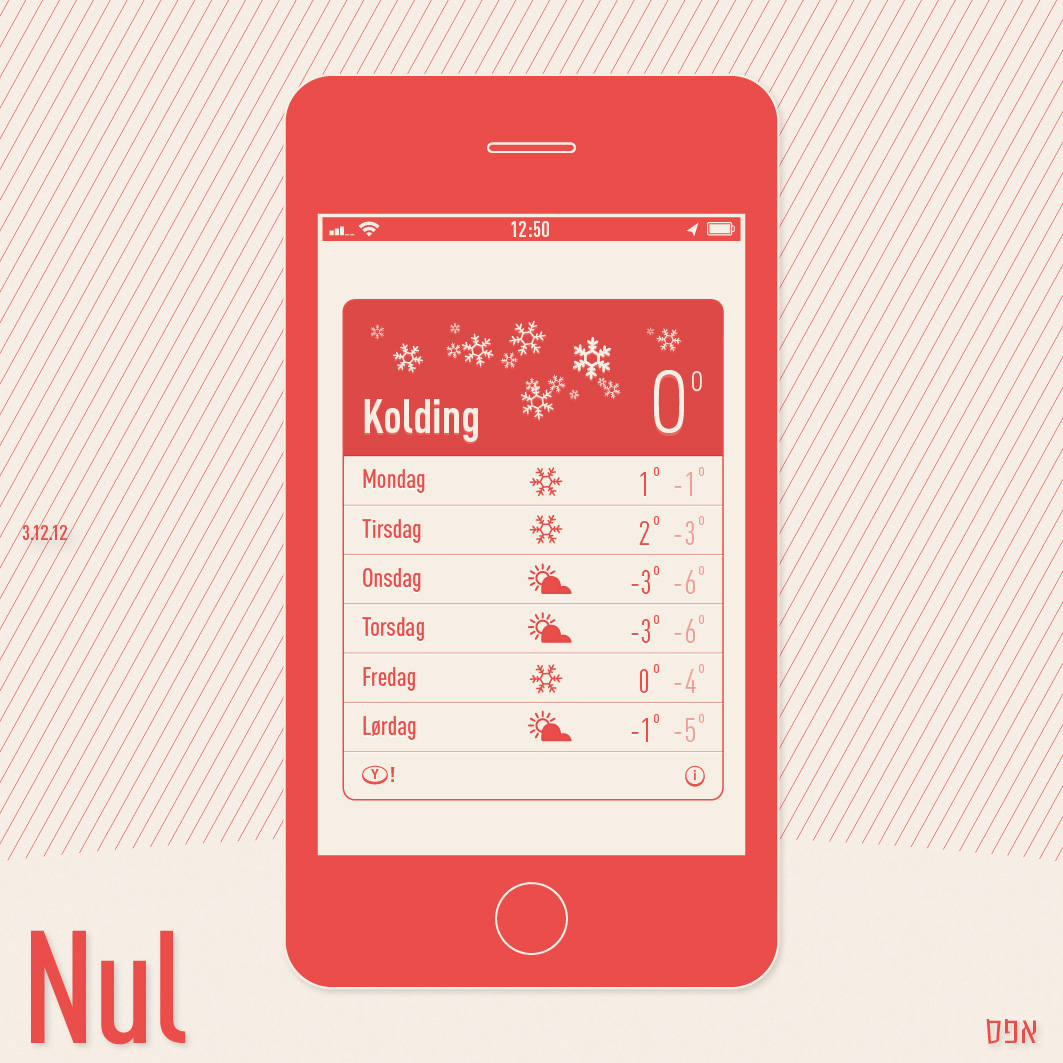 12:50
Kolding
0°
Mondag 1° -1°
Tirsdag 2° -3°
Onsdag -3° -6°
Torsdag -3° -6°
Fredag 0° -4°
Lørdag -1° -5°
Y! i
3.12.12
Nul
אפס